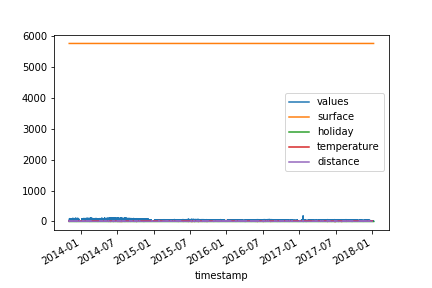 6000
5000
4000
3000
2000
1000
0
values
surface
holiday
temperature
distance
2014-01
2014-07
2015-01
2015-07
2016-01
2016-07
2017-01
2017-07
2018-01
timestamp